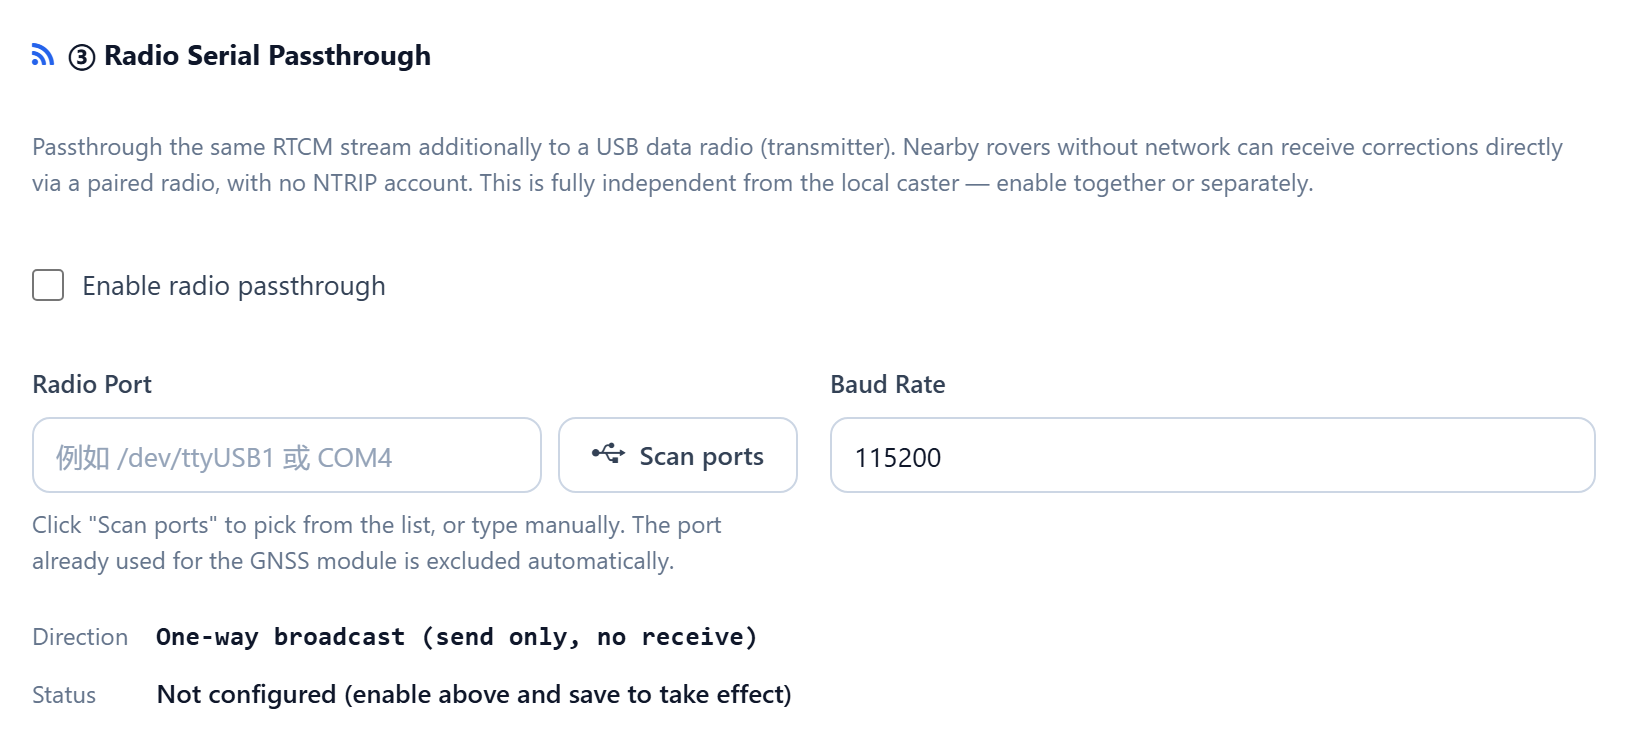 ③ Radio Serial Passthrough
Passthrough the same RTCM stream additionally to a USB data radio (transmitter). Nearby rovers without network can receive corrections directly
via a paired radio, with no NTRIP account. This is fully independent from the local caster — enable together or separately.
Enable radio passthrough
Radio Port
Baud Rate
例如 /dev/ttyUSB1 或 COM4
Scan ports
115200
Click "Scan ports" to pick from the list, or type manually. The port
already used for the GNSS module is excluded automatically.
Direction One-way broadcast (send only, no receive)
Status Not configured (enable above and save to take effect)